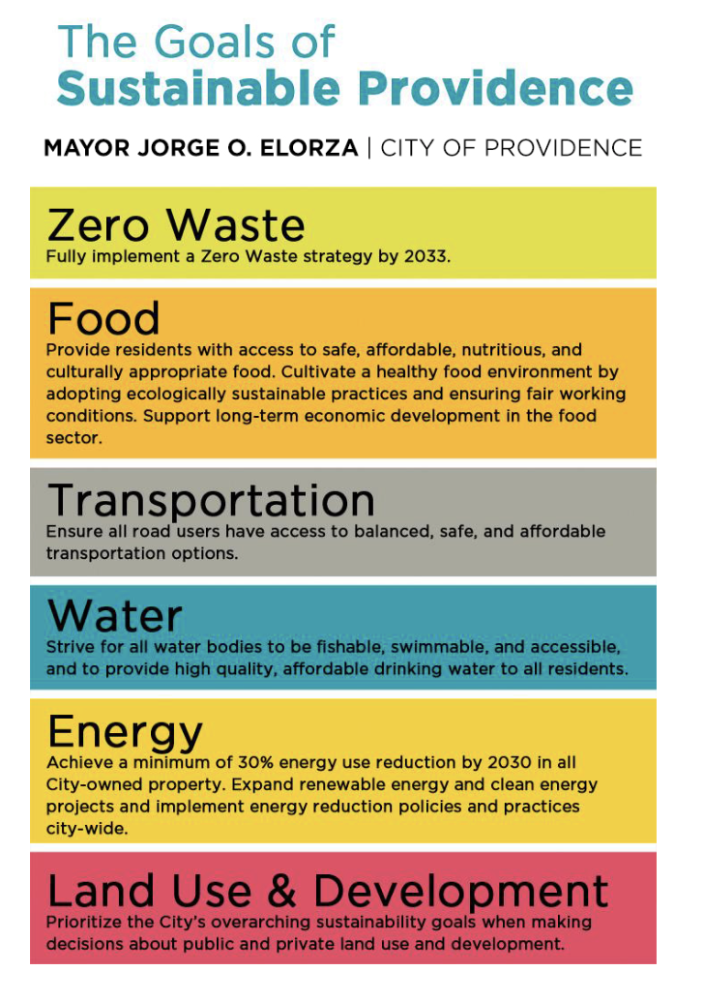 The Goals of
Sustainable Providence
MAYOR JORGE O. ELORZA | CITY OF PROVIDENCE
Zero Waste
Fully implement a Zero Waste strategy by 2033.
Food
Provide residents with access to safe, affordable, nutritious, and
culturally appropriate food. Cultivate a healthy food environment by
adopting ecologically sustainable practices and ensuring fair working
conditions. Support long-term economic development in the food
sector.
Transportation
Ensure all road users have access to balanced, safe, and affordable
transportation options.
Water
Strive for all water bodies to be fishable, swimmable, and accessible,
and to provide high quality, affordable drinking water to all residents.
Energy
Achieve a minimum of 30% energy use reduction by 2030 in all
City-owned property. Expand renewable energy and clean energy
projects and implement energy reduction policies and practices
city-wide.
Land Use & Development
Prioritize the City's overarching sustainability goals when making
decisions about public and private land use and development.